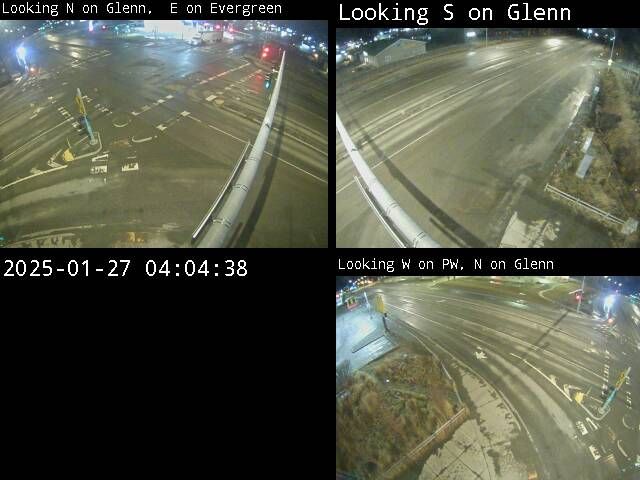 Looking N on Glenn,  E on Evergreen
Looking S on Glenn
2025-01-27 04:04:38
Looking W on PW, N on Glenn